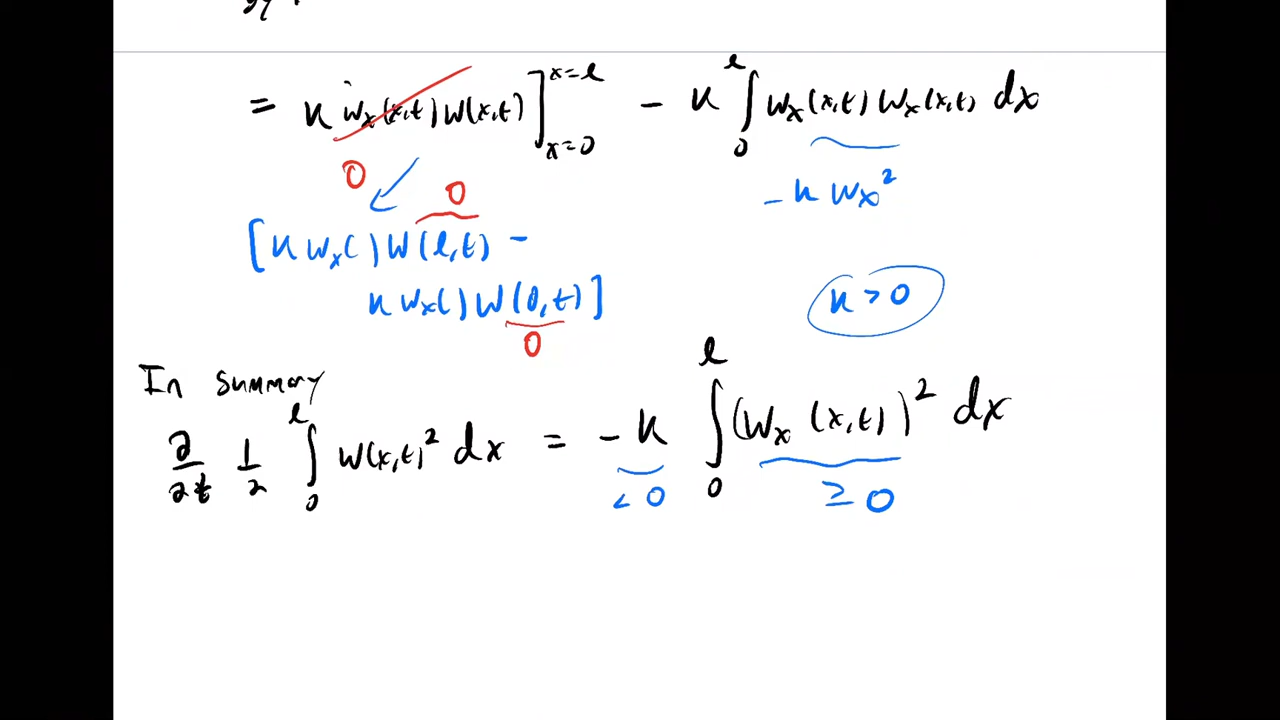 = κ w_x(x,t) W(x,t) ]_{x=0}^{x=l} - κ ∫_0^l w_x(x,t) w_x(x,t) dx
0
0
- κ w_x²
[κ w_x( ) W(l,t) -
κ w_x( ) W(0,t)]
κ > 0
0
In summary
∂/∂t 1/2 ∫_0^l w(x,t)² dx = - κ ∫_0^l (w_x (x,t))² dx
< 0
≥ 0